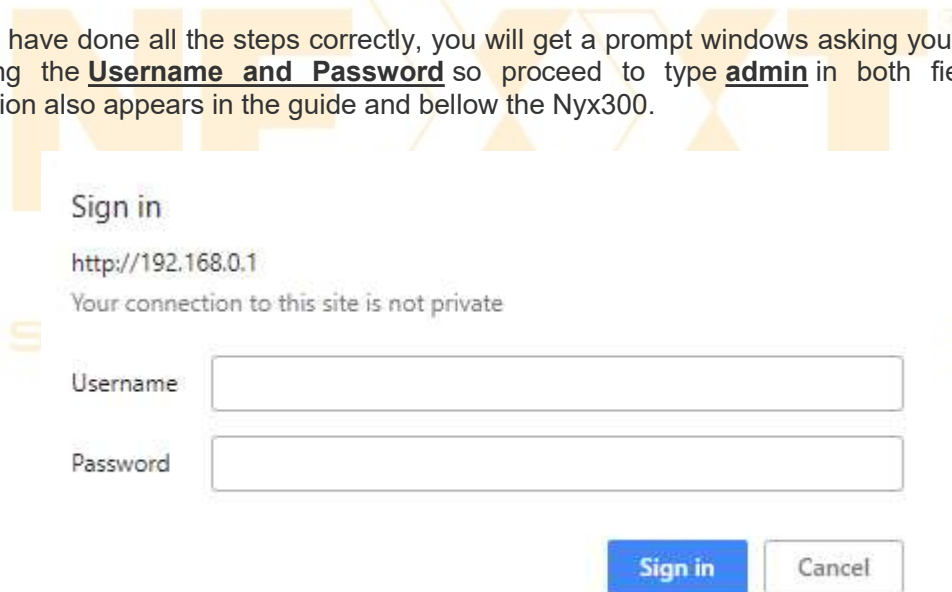 have done all the steps correctly, you will get a prompt windows asking you
the Username and Password so proceed to type admin in both
also appears in the guide and bellow the Nyx300.
NEXXT
Sign in
http://192.168.0.1
Your connection to this site is not private
Username
Password
Sign in
Cancel